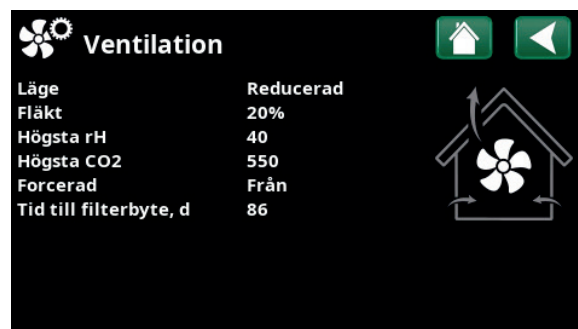 Ventilation
Läge Reducerad
Fläkt 20%
Högsta rH 40
Högsta CO2 550
Forcerad Från
Tid till filterbyte, d 86